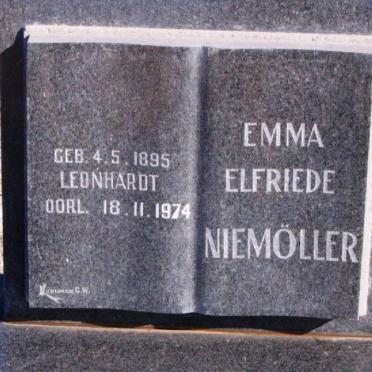 GEB. 4.5.1895
LEONHARDT
OORL. 18.11.1974
EMMA
ELFRIEDE
NIEMÖLLER
G.W.